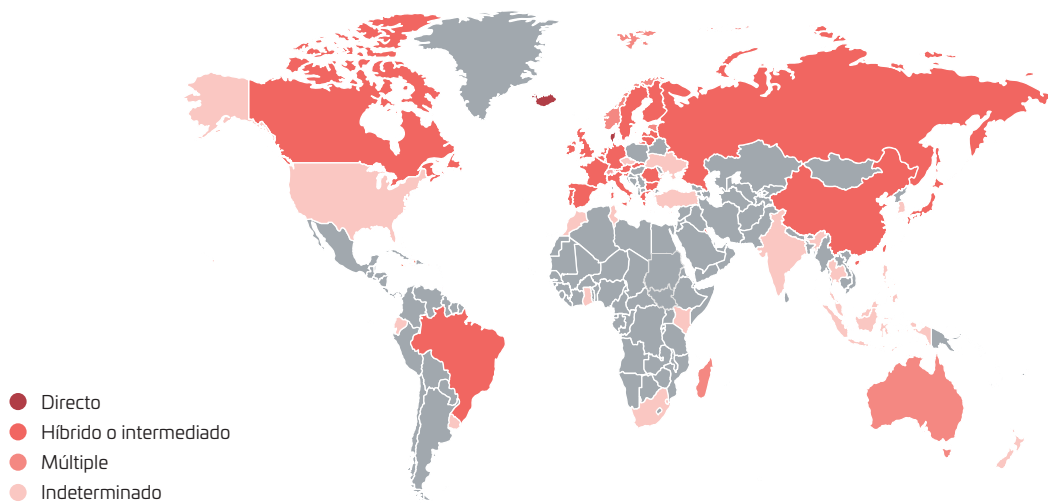 Directo
Híbrido o intermediado
Múltiple
Indeterminado